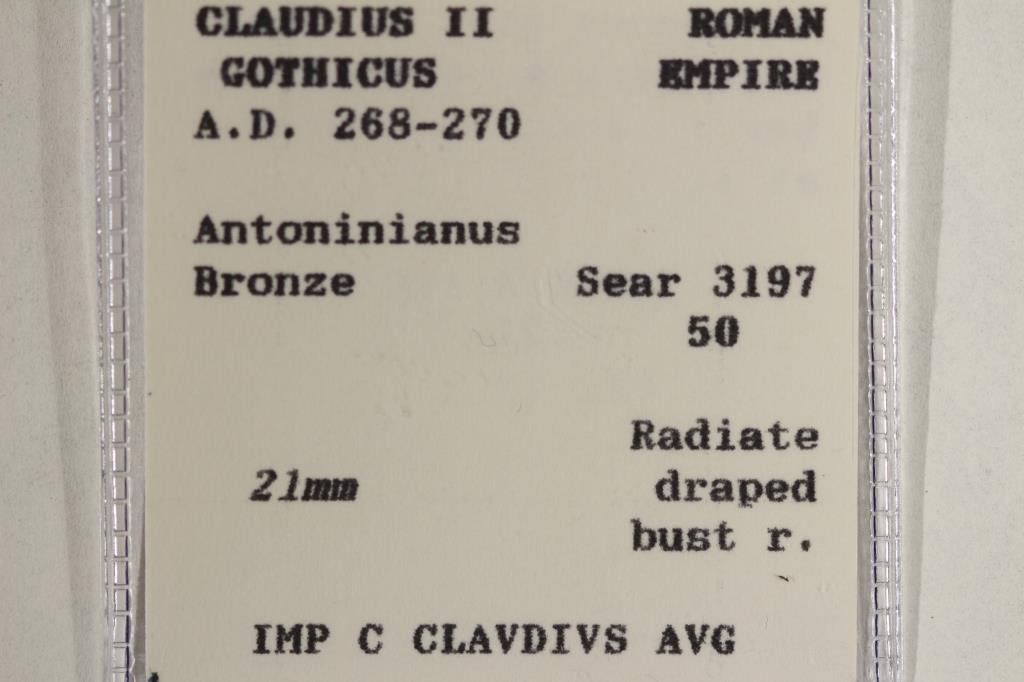 CLAUDIUS II ROMAN
GOTHICUS EMPIRE
A.D. 268-270
Antoninianus
Bronze Sear 3197
50
Radiate
21mm draped
bust r.
IMP C CLAVDIVS AVG